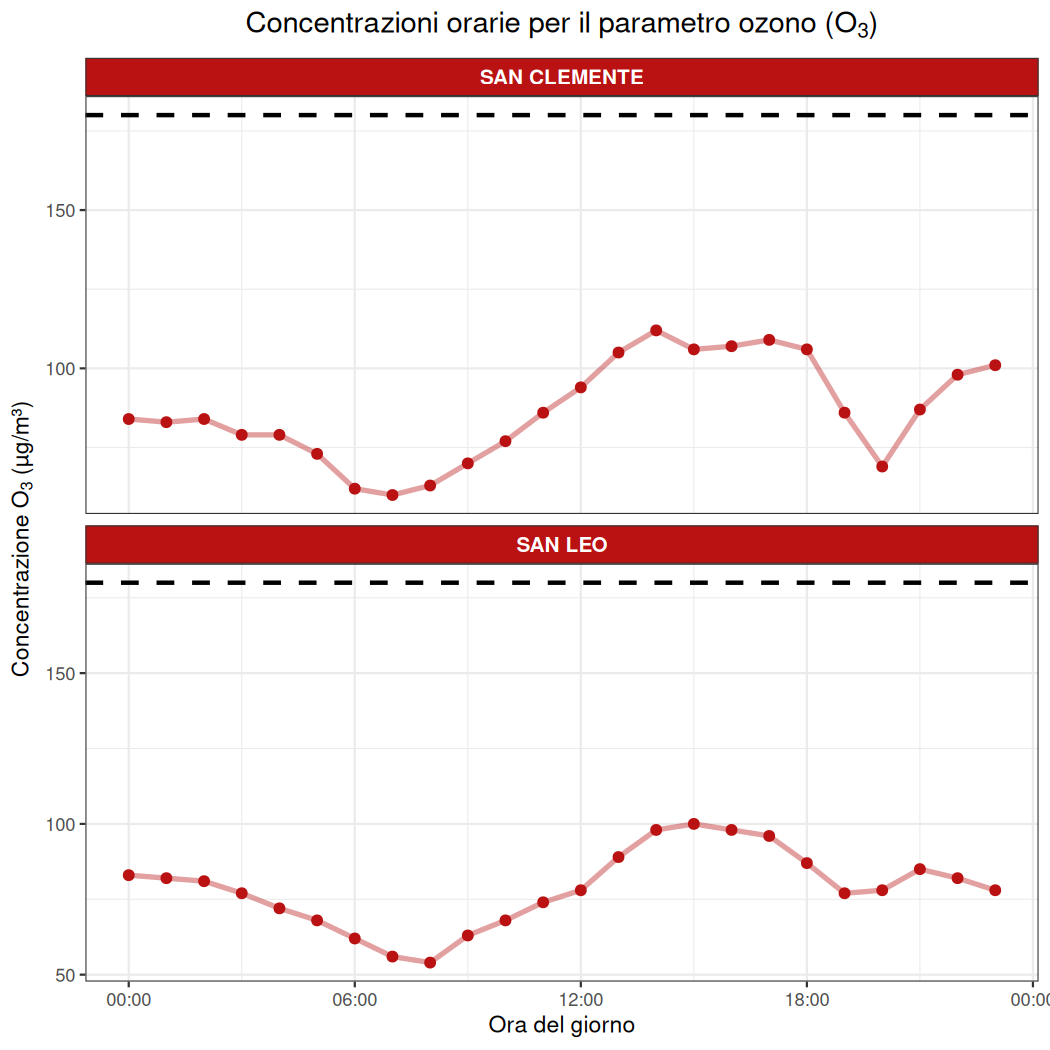 Concentrazioni orarie per il parametro ozono (O₃)
SAN CLEMENTE
150
100
Concentrazione O₃ (µg/m³)
SAN LEO
150
100
50
00:00 06:00 12:00 18:00 00:00
Ora del giorno